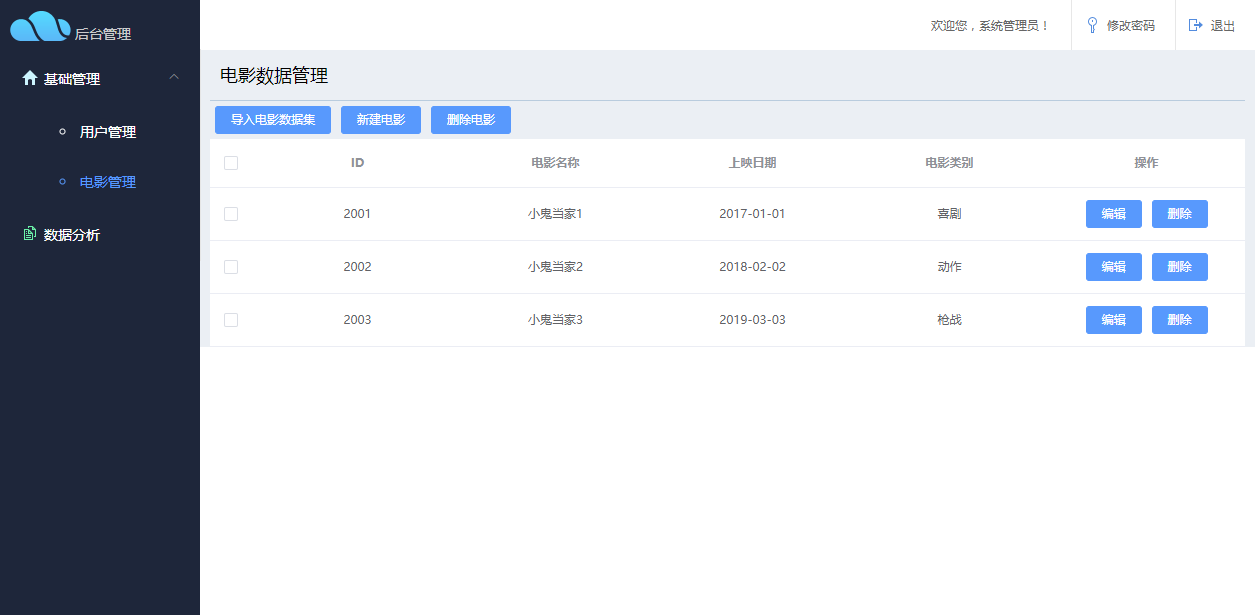 后台管理
基础管理
用户管理
电影管理
数据分析
欢迎您，系统管理员！ 修改密码 退出
电影数据管理
导入电影数据集 新建电影 删除电影
ID 电影名称 上映日期 电影类别 操作
2001 小鬼当家1 2017-01-01 喜剧 编辑 删除
2002 小鬼当家2 2018-02-02 动作 编辑 删除
2003 小鬼当家3 2019-03-03 枪战 编辑 删除